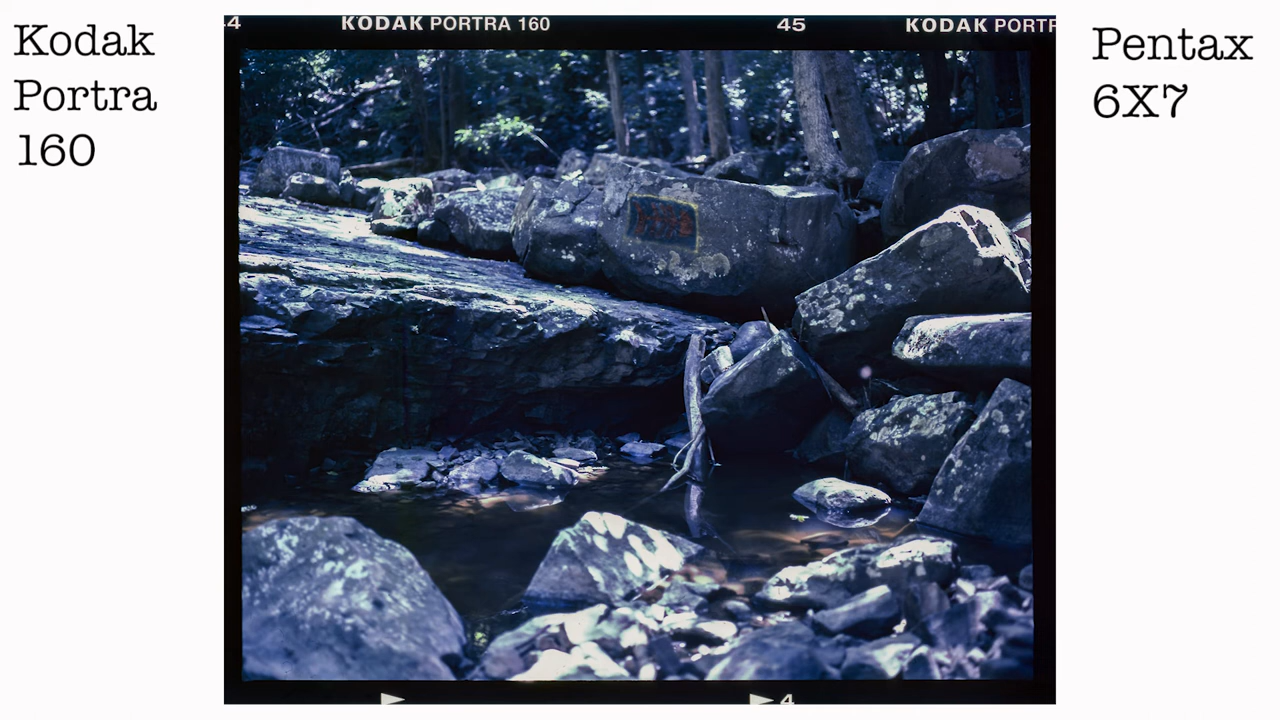 Kodak
Portra
160
Pentax
6X7
4 KODAK PORTRA 160 45 KODAK PORTR
4